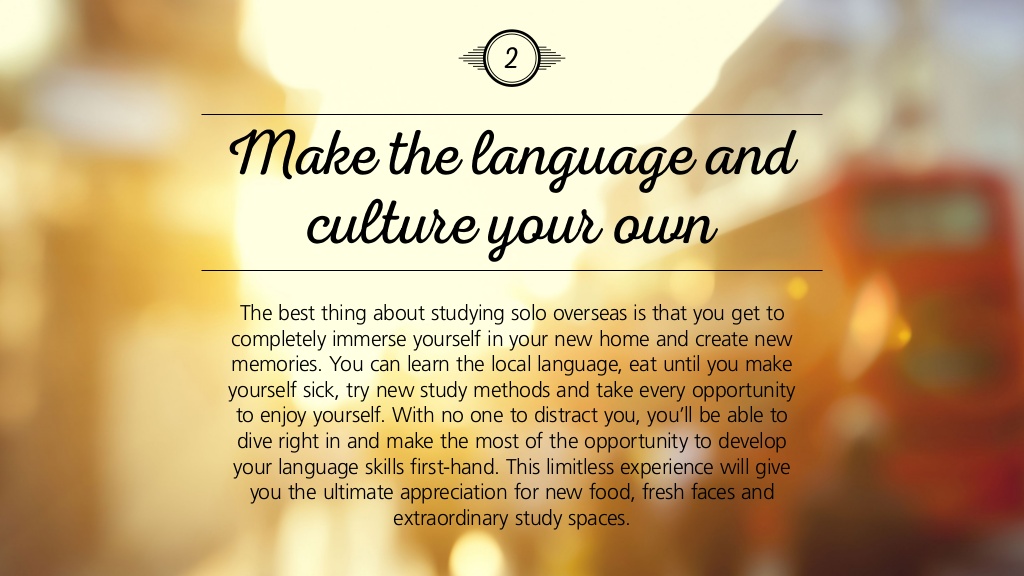 2
Make the language and
culture your own
The best thing about studying solo overseas is that you get to
completely immerse yourself in your new home and create new
memories. You can learn the local language, eat until you make
yourself sick, try new study methods and take every opportunity
to enjoy yourself. With no one to distract you, you’ll be able to
dive right in and make the most of the opportunity to develop
your language skills first-hand. This limitless experience will give
you the ultimate appreciation for new food, fresh faces and
extraordinary study spaces.